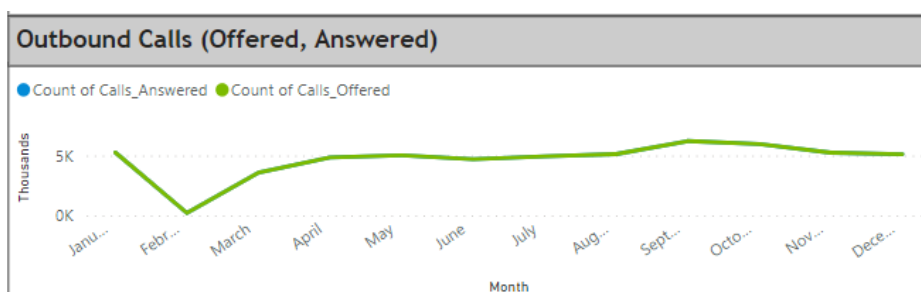 Outbound Calls (Offered, Answered)
Count of Calls_Answered Count of Calls_Offered
Thousands
5K
0K
Janu... Febr... March April May June July Aug... Sept... Octo... Nov... Dece...
Month